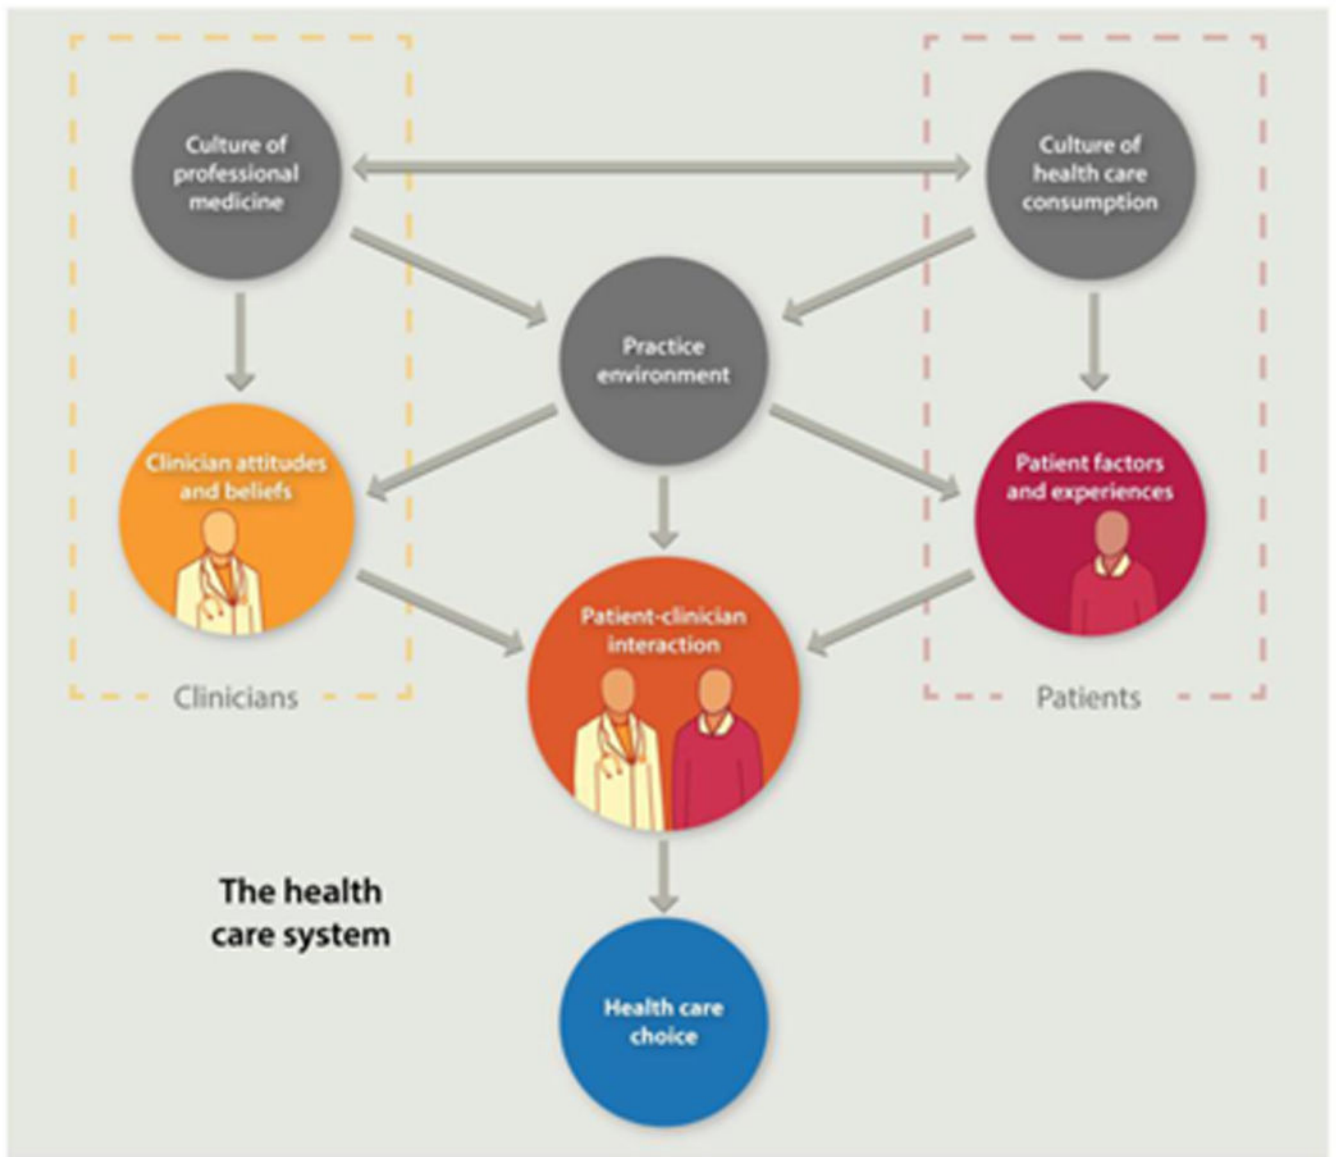 Culture of
professional
medicine
Culture of
health care
consumption
Practice
environment
Clinician attitudes
and beliefs
Patient factors
and experiences
Patient-clinician
interaction
Clinicians
Patients
The health
care system
Health care
choice